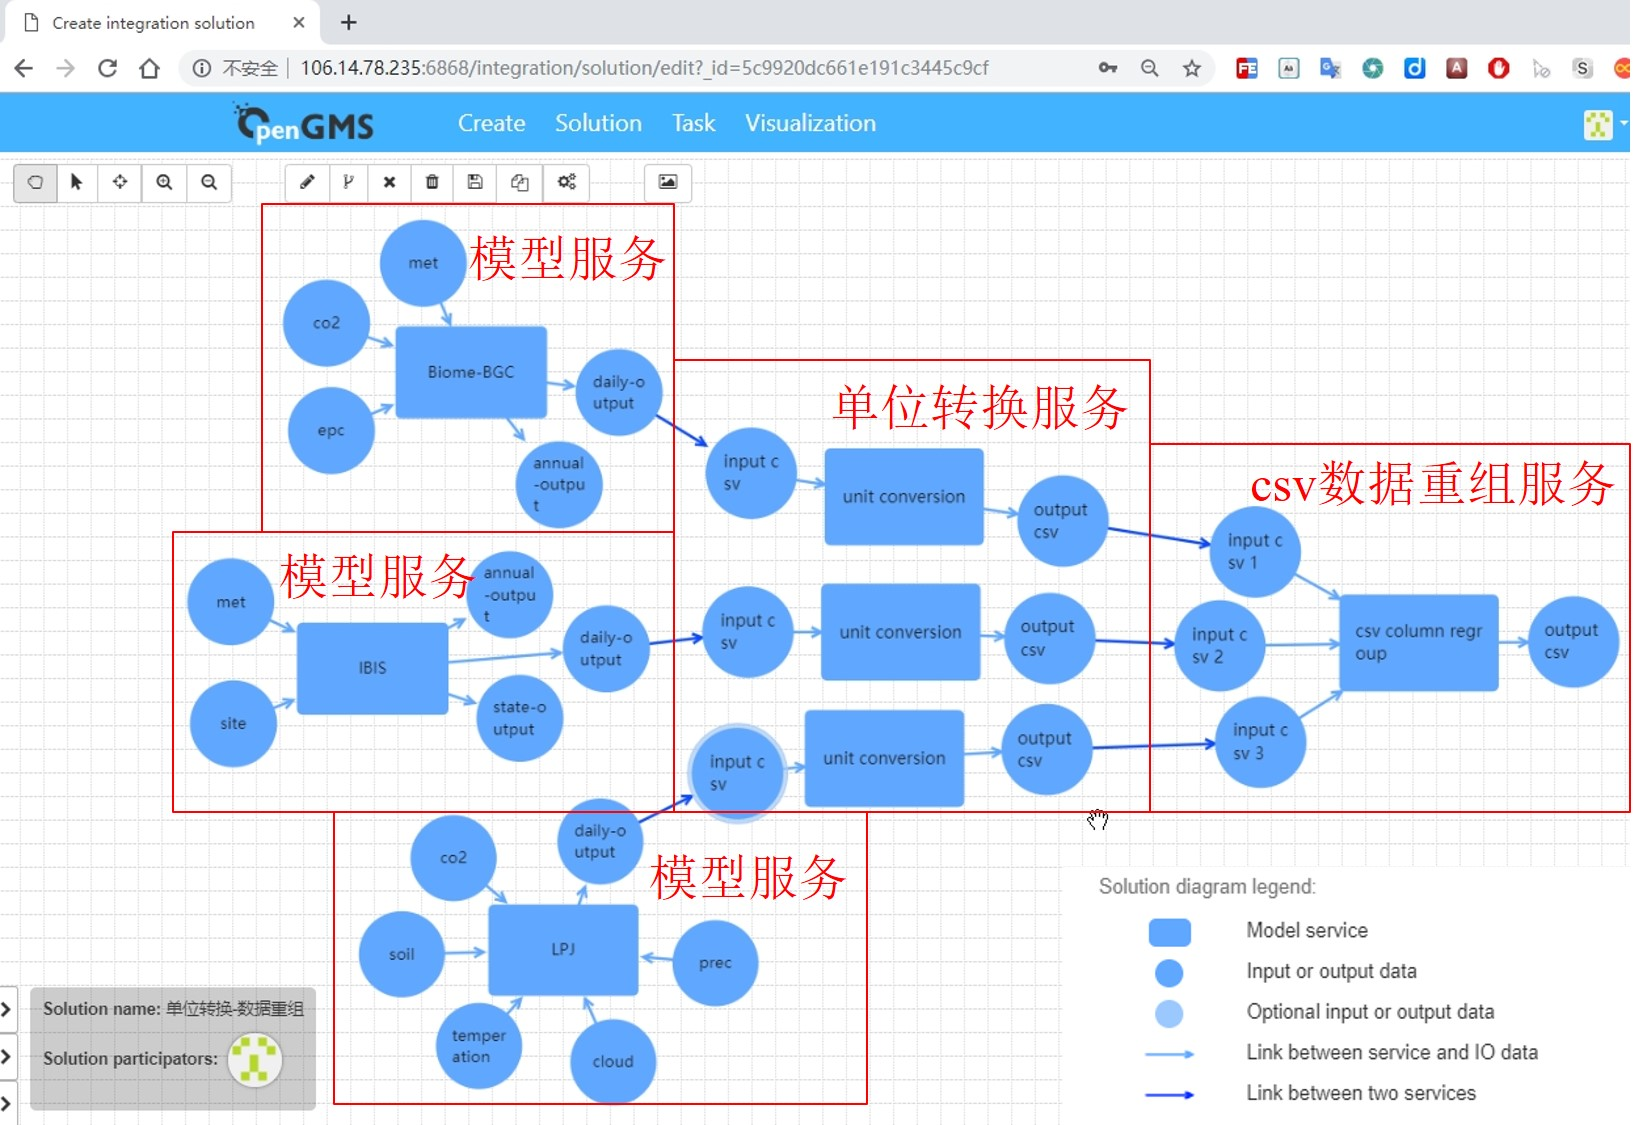 Create integration solution
不安全
106.14.78.235:6868/integration/solution/edit?_id=5c9920dc661e191c3445c9cf
OpenGMS
Create
Solution
Task
Visualization
模型服务
met
co2
epc
Biome-BGC
daily-o
utput
annual
-outpu
t
单位转换服务
input c
sv
unit conversion
output
csv
csv数据重组服务
input c
sv 1
模型服务
met
site
IBIS
annual
-outpu
t
daily-o
utput
state-o
utput
input c
sv
unit conversion
output
csv
input c
sv 2
csv column regr
oup
output
csv
input c
sv
unit conversion
output
csv
input c
sv 3
模型服务
co2
daily-o
utput
soil
LPJ
prec
temper
ation
cloud
Solution name: 单位转换-数据重组
Solution participators:
Solution diagram legend:
Model service
Input or output data
Optional input or output data
Link between service and IO data
Link between two services